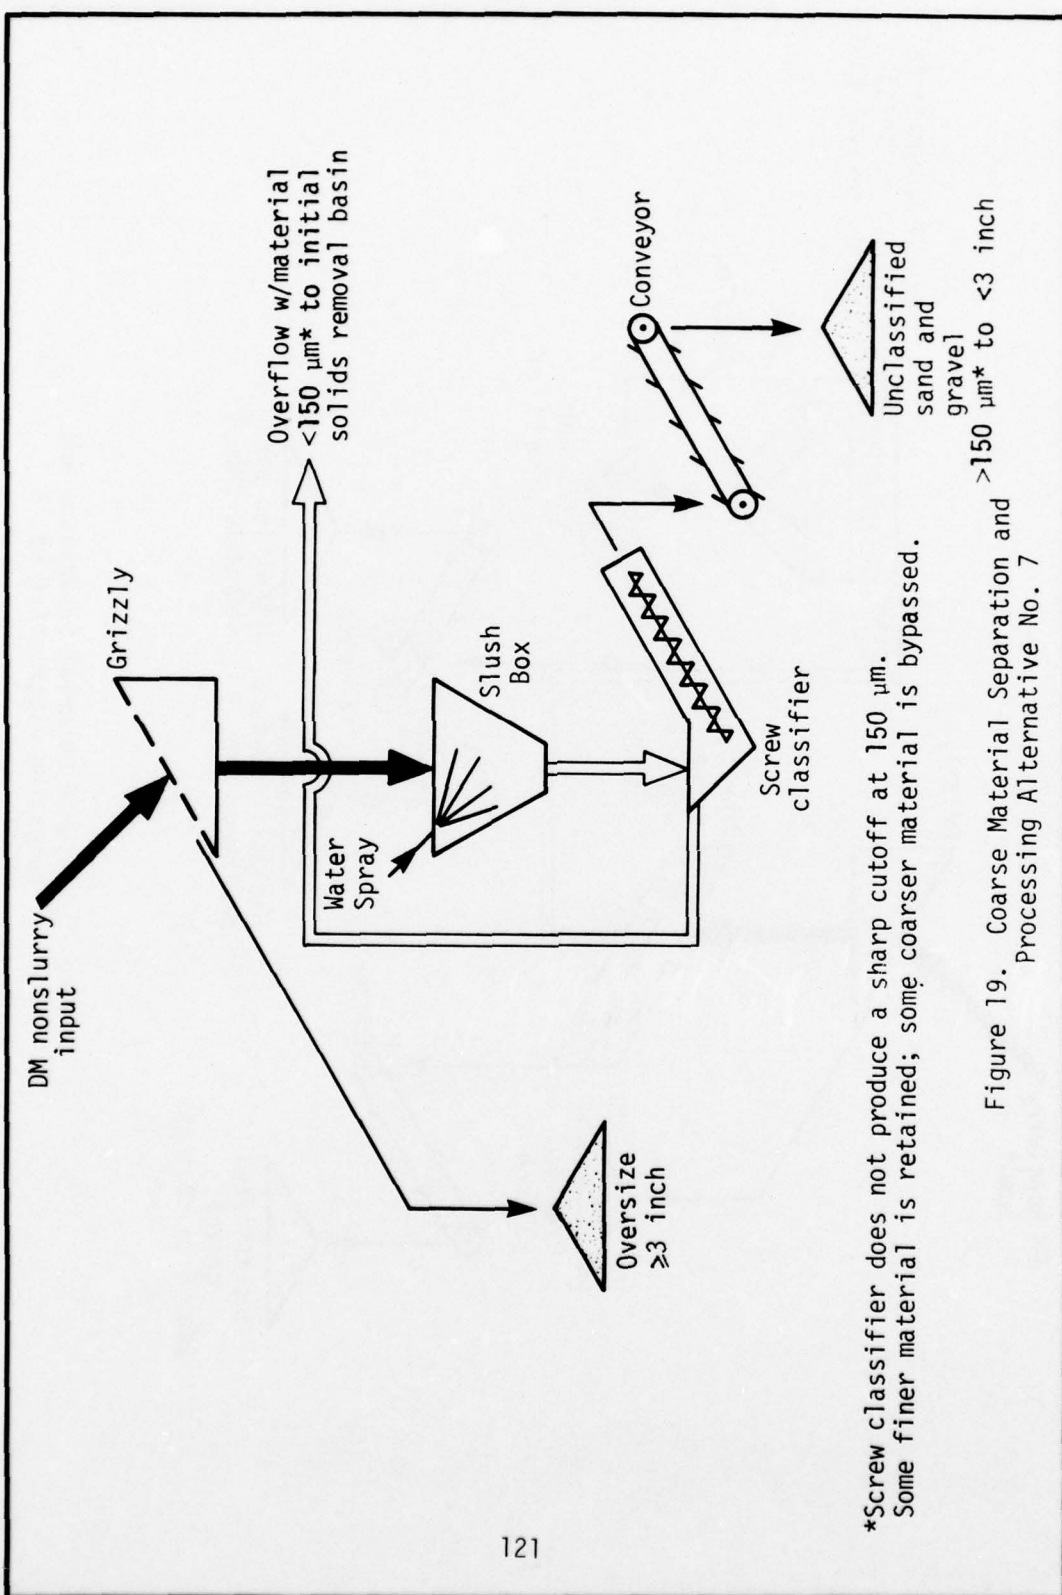 DM nonslurry
input
Grizzly
Overflow w/material
<150 µm* to initial
solids removal basin
Water
Spray
Slush
Box
Screw
classifier
Conveyor
Oversize
⩾3 inch
Unclassified
sand and
gravel
>150 µm* to <3 inch
*Screw classifier does not produce a sharp cutoff at 150 µm.
Some finer material is retained; some coarser material is bypassed.
Figure 19. Coarse Material Separation and
Processing Alternative No. 7
121